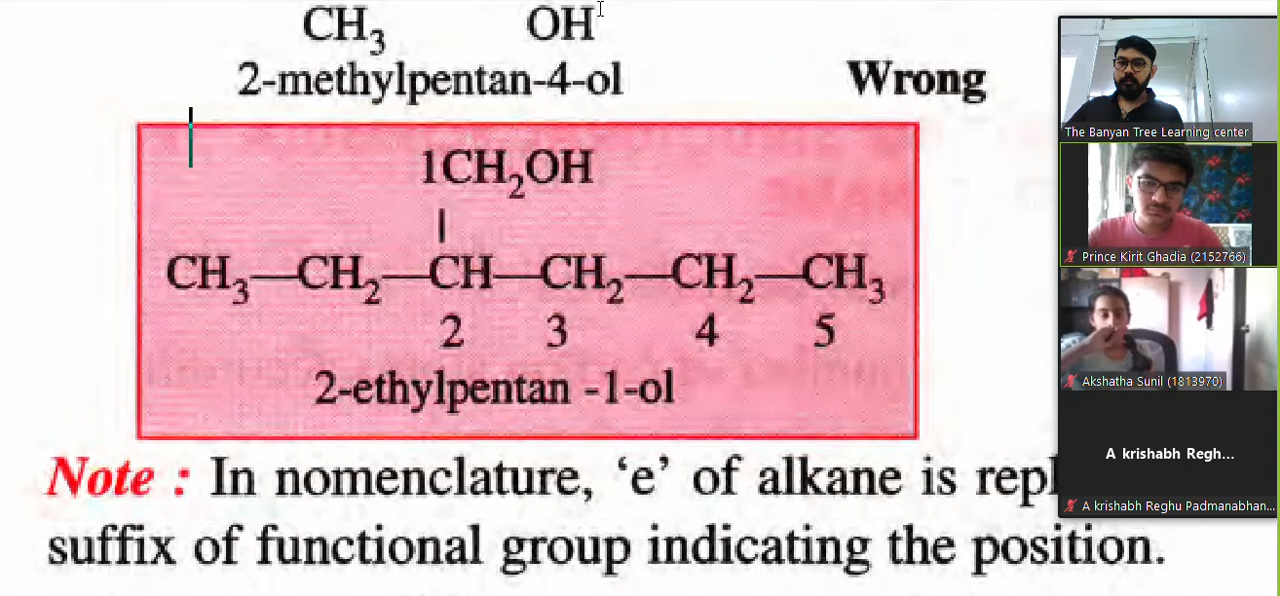 CH₃ OH
2-methylpentan-4-ol Wrong
1CH₂OH
CH₃—CH₂—CH—CH₂—CH₂—CH₃
2 3 4 5
2-ethylpentan -1-ol
Note : In nomenclature, ‘e’ of alkane is repl
suffix of functional group indicating the position.
The Banyan Tree Learning center
Prince Kirit Ghadia (2152766)
Akshatha Sunil (1813970)
A krishabh Regh...
A krishabh Reghu Padmanabhan...